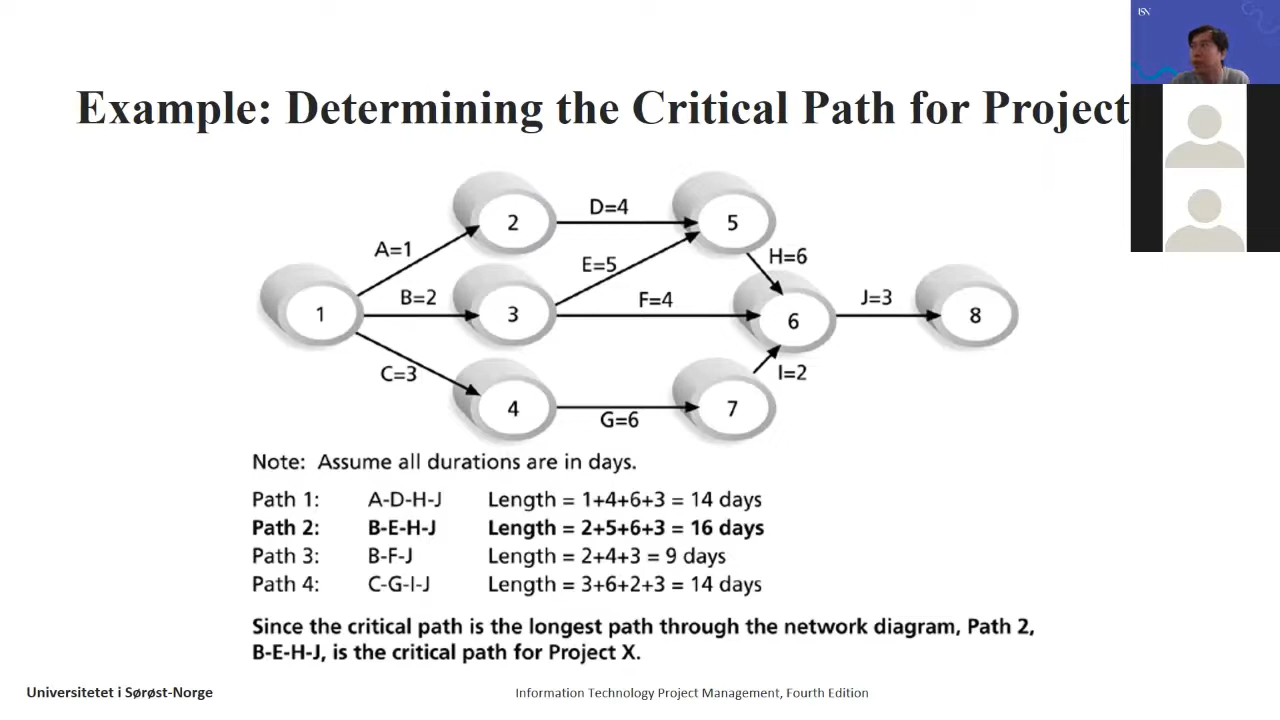 USN
Example: Determining the Critical Path for Project
2
D=4
5
A=1
E=5
H=6
1
B=2
3
F=4
6
J=3
8
C=3
I=2
4
G=6
7
Note: Assume all durations are in days.
Path 1: A-D-H-J Length = 1+4+6+3 = 14 days
Path 2: B-E-H-J Length = 2+5+6+3 = 16 days
Path 3: B-F-J Length = 2+4+3 = 9 days
Path 4: C-G-I-J Length = 3+6+2+3 = 14 days
Since the critical path is the longest path through the network diagram, Path 2,
B-E-H-J, is the critical path for Project X.
Universitetet i Sørøst-Norge
Information Technology Project Management, Fourth Edition